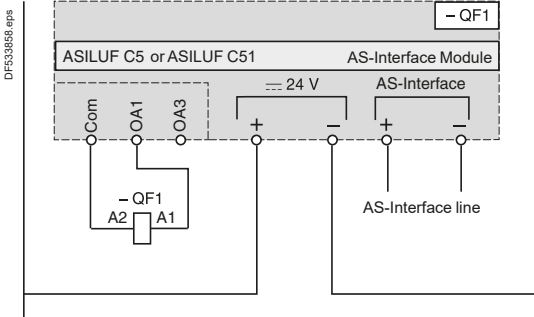 DF533858.eps
– QF1
ASILUF C5 or ASILUF C51 AS-Interface Module
Com OA1 OA3 ⎓ 24 V AS-Interface
+ – + –
– QF1
A2 A1
AS-Interface line